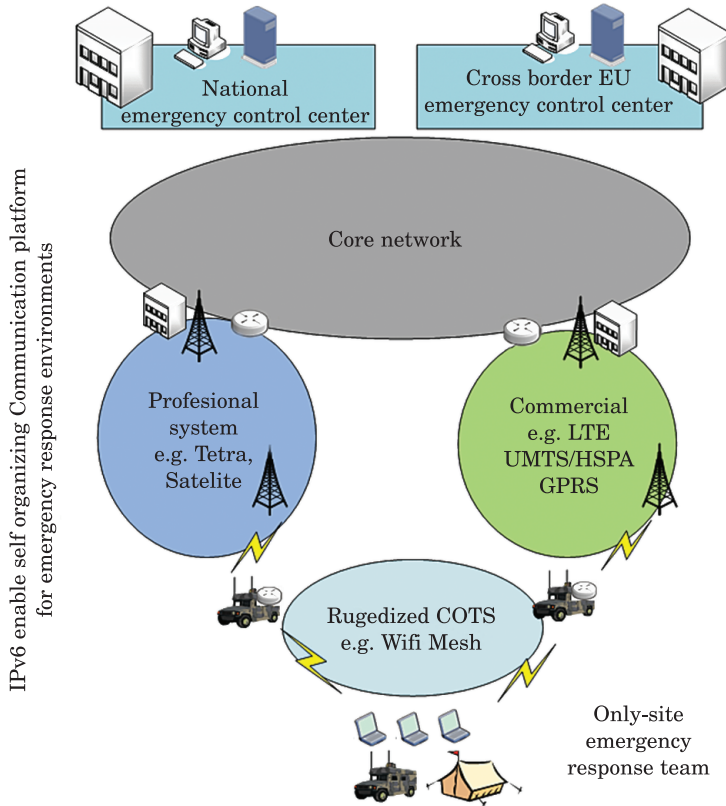 National
emergency control center
Cross border EU
emergency control center
IPv6 enable self organizing Communication platform
for emergency response environments
Core network
Profesional
system
e.g. Tetra,
Satelite
Commercial
e.g. LTE
UMTS/HSPA
GPRS
Rugedized COTS
e.g. Wifi Mesh
Only-site
emergency
response team